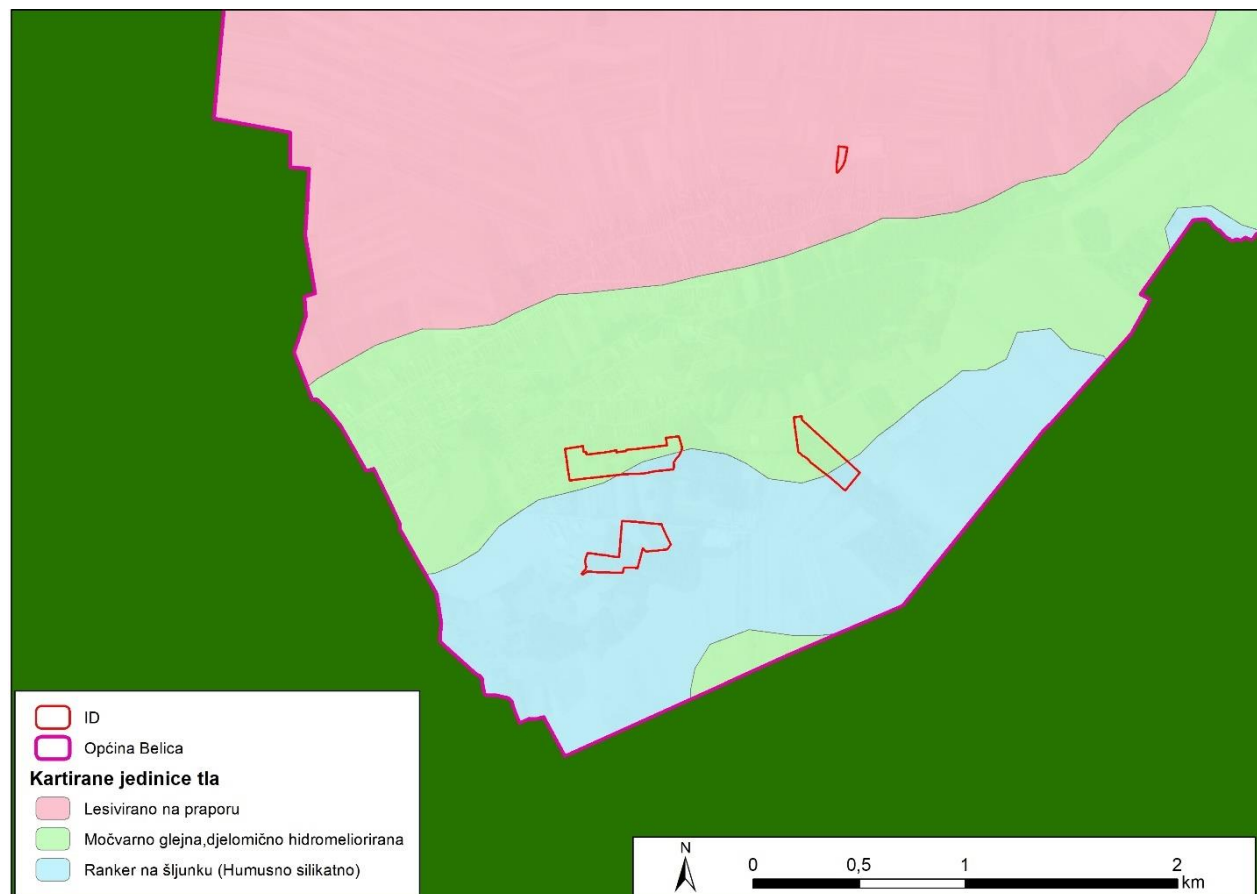 ID
Općina Belica
Kartirane jedinice tla
Lesivirano na praporu
Močvarno glejna,djelomično hidromeliorirana
Ranker na šljunku (Humusno silikatno)
N
0 0,5 1 2
km